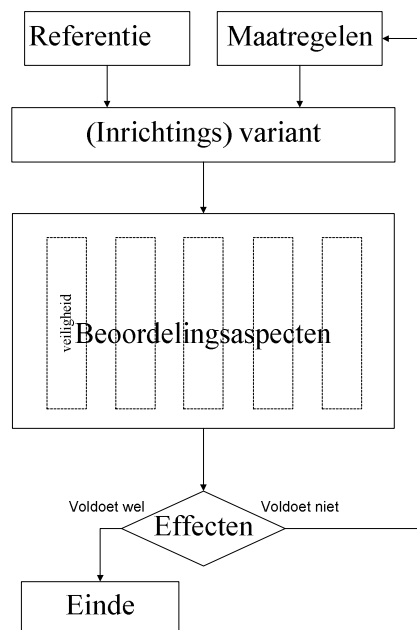 Referentie
Maatregelen
(Inrichtings) variant
veiligheid
Beoordelingsaspecten
Voldoet wel
Voldoet niet
Effecten
Einde